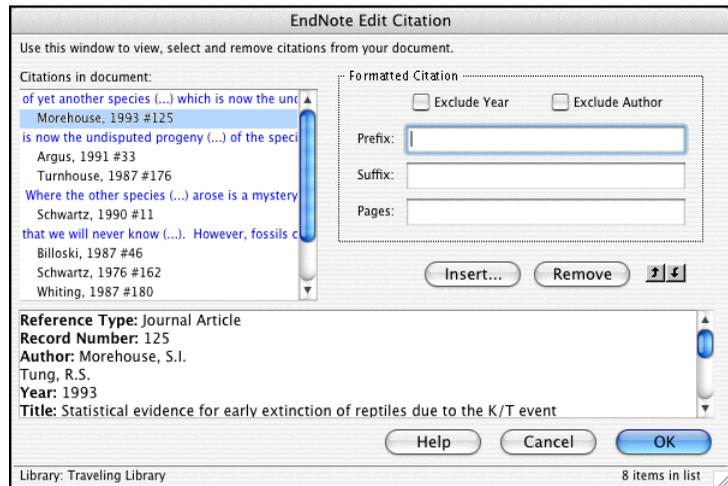 EndNote Edit Citation
Use this window to view, select and remove citations from your document.
Citations in document:
of yet another species (...) which is now the unc
Morehouse, 1993 #125
is now the undisputed progeny (...) of the speci
Argus, 1991 #33
Turnhouse, 1987 #176
Where the other species (...) arose is a mystery
Schwartz, 1990 #11
that we will never know (...). However, fossils c
Billoski, 1987 #46
Schwartz, 1976 #162
Whiting, 1987 #180
Formatted Citation
Exclude Year Exclude Author
Prefix:
Suffix:
Pages:
Insert... Remove
Reference Type: Journal Article
Record Number: 125
Author: Morehouse, S.I.
Tung, R.S.
Year: 1993
Title: Statistical evidence for early extinction of reptiles due to the K/T event
Help Cancel OK
Library: Traveling Library 8 items in list